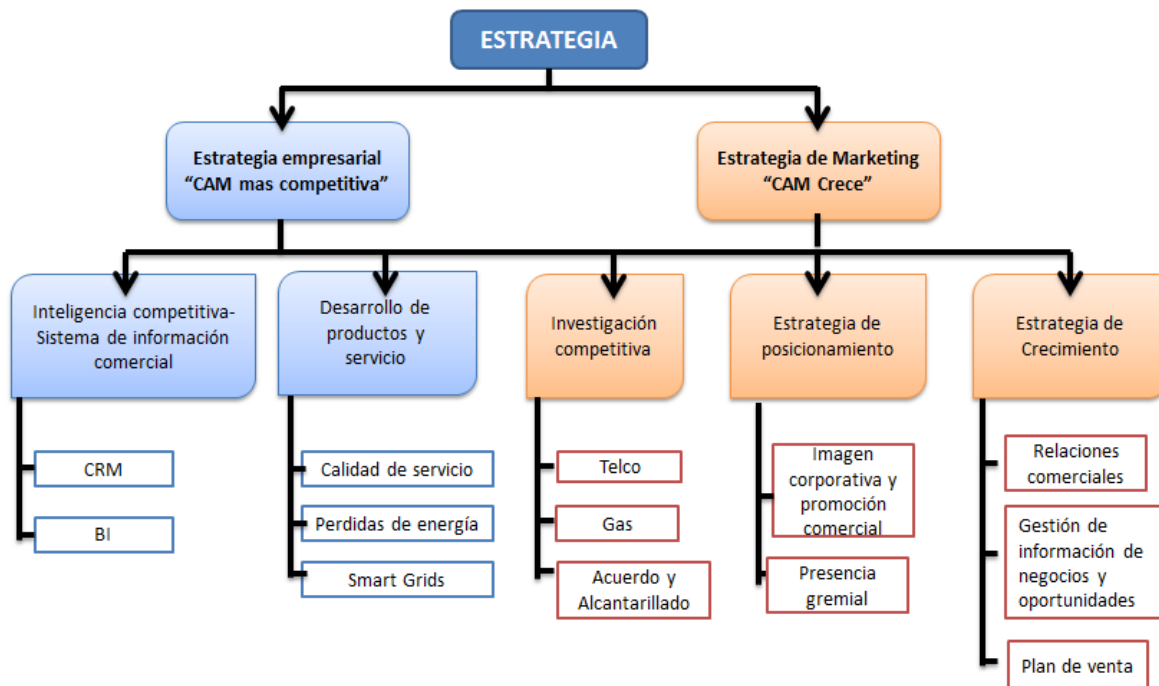 ESTRATEGIA
Estrategia empresarial
“CAM mas competitiva”
Estrategia de Marketing
“CAM Crece”
Inteligencia competitiva-
Sistema de información
comercial
Desarrollo de
productos y
servicio
Investigación
competitiva
Estrategia de
posicionamiento
Estrategia de
Crecimiento
CRM
BI
Calidad de servicio
Perdidas de energía
Smart Grids
Telco
Gas
Acuerdo y
Alcantarillado
Imagen
corporativa y
promoción
comercial
Presencia
gremial
Relaciones
comerciales
Gestión de
información de
negocios y
oportunidades
Plan de venta